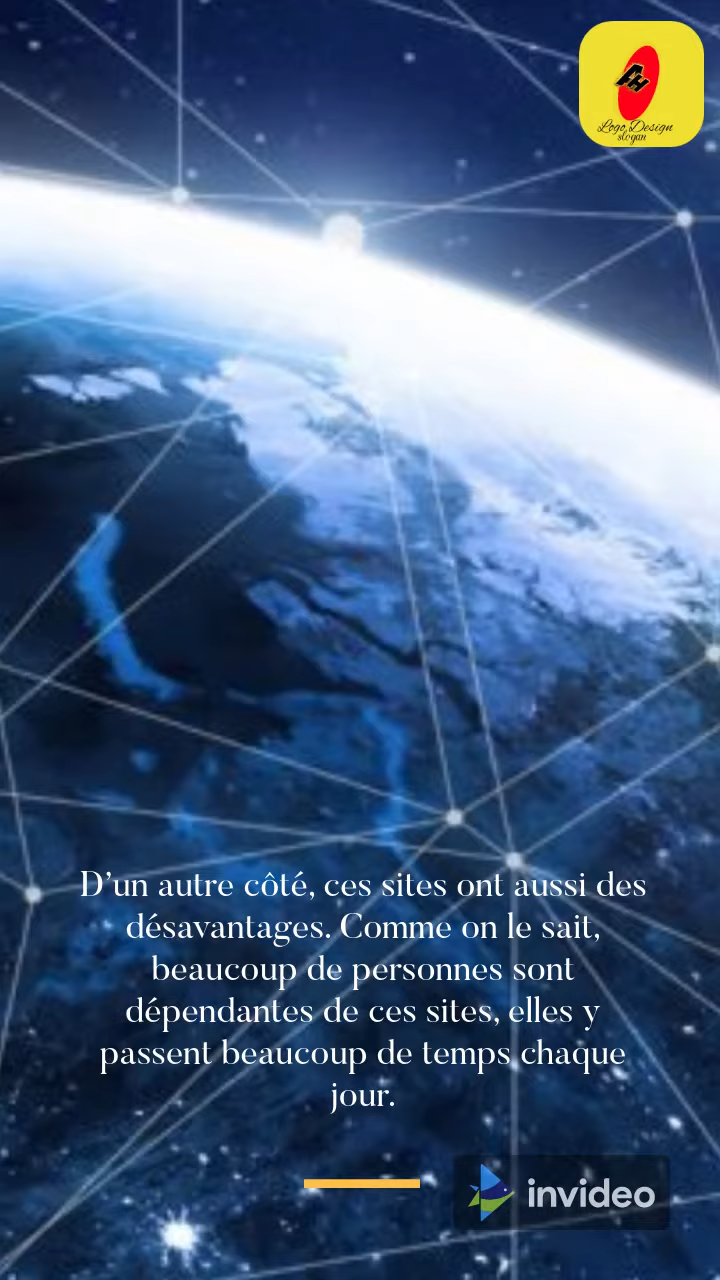 AH
Logo Design
slogan
D’un autre côté, ces sites ont aussi des
désavantages. Comme on le sait,
beaucoup de personnes sont
dépendantes de ces sites, elles y
passent beaucoup de temps chaque
jour.
invideo